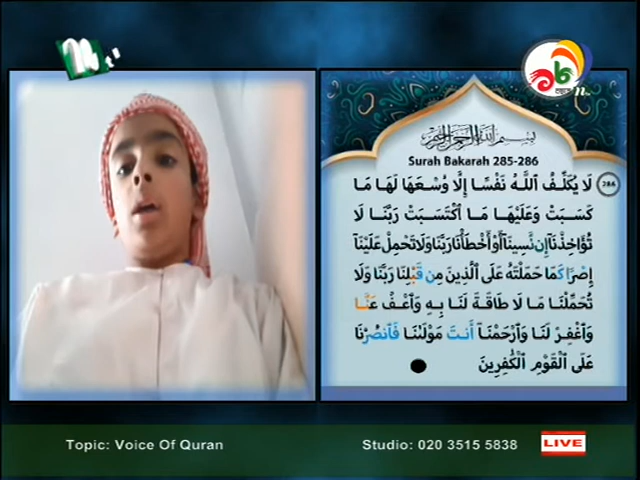 بسم الله الرحمن الرحيم
Surah Bakarah 285-286
لَا يُكَلِّفُ ٱللَّهُ نَفْسًا إِلَّا وُسْعَهَا لَهَا مَا 286
كَسَبَتْ وَعَلَيْهَا مَا ٱكْتَسَبَتْ رَبَّنَا لَا
تُؤَاخِذْنَآ إِن نَّسِينَآ أَوْ أَخْطَأْنَا رَبَّنَا وَلَا تَحْمِلْ عَلَيْنَآ
إِصْرًا كَمَا حَمَلْتَهُ عَلَى ٱلَّذِينَ مِن قَبْلِنَا رَبَّنَا وَلَا
تُحَمِّلْنَا مَا لَا طَاقَةَ لَنَا بِهِ وَٱعْفُ عَنَّا
وَٱغْفِرْ لَنَا وَٱرْحَمْنَآ أَنتَ مَوْلَىٰنَا فَٱنصُرْنَا
عَلَى ٱلْقَوْمِ ٱلْكَٰفِرِينَ
Topic: Voice Of Quran
Studio: 020 3515 5838
LIVE